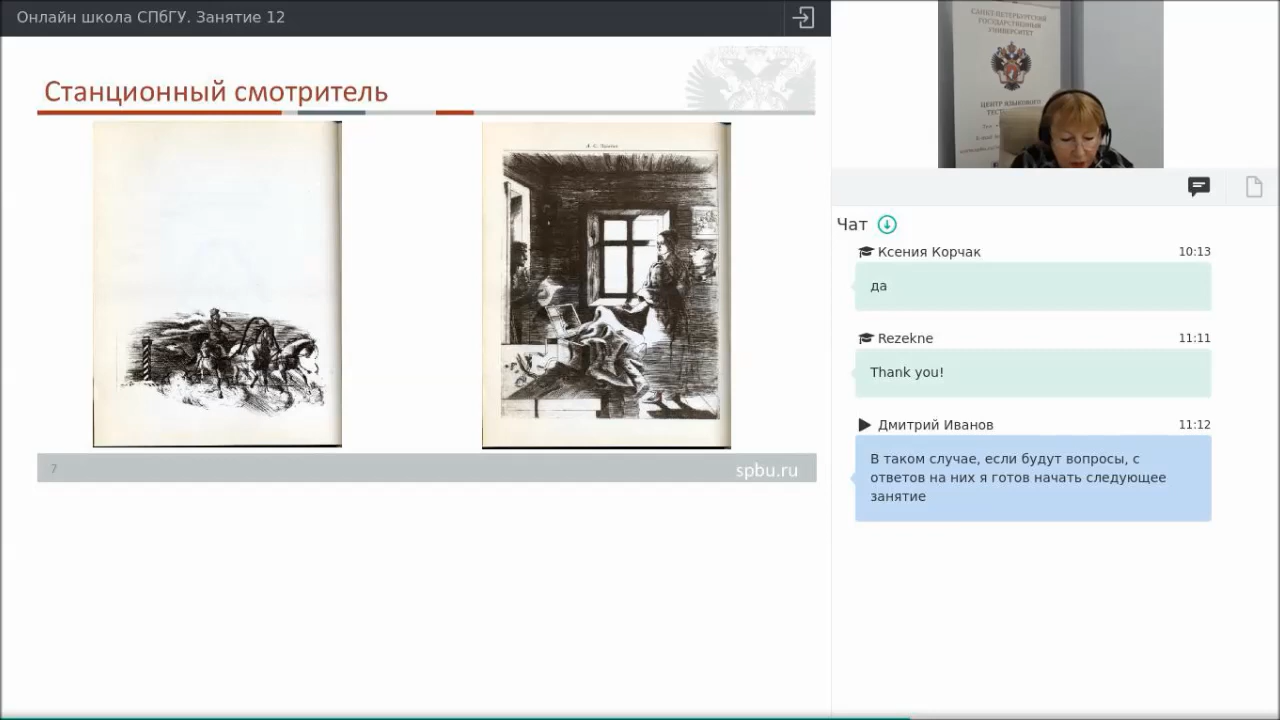 Онлайн школа СПбГУ. Занятие 12
Станционный смотритель
7
spbu.ru
САНКТ-ПЕТЕРБУРГСКИЙ
ГОСУДАРСТВЕННЫЙ
УНИВЕРСИТЕТ
ЦЕНТР ЯЗЫКОВОГО
Чат
Ксения Корчак 10:13
да
Rezekne 11:11
Thank you!
Дмитрий Иванов 11:12
В таком случае, если будут вопросы, с
ответов на них я готов начать следующее
занятие